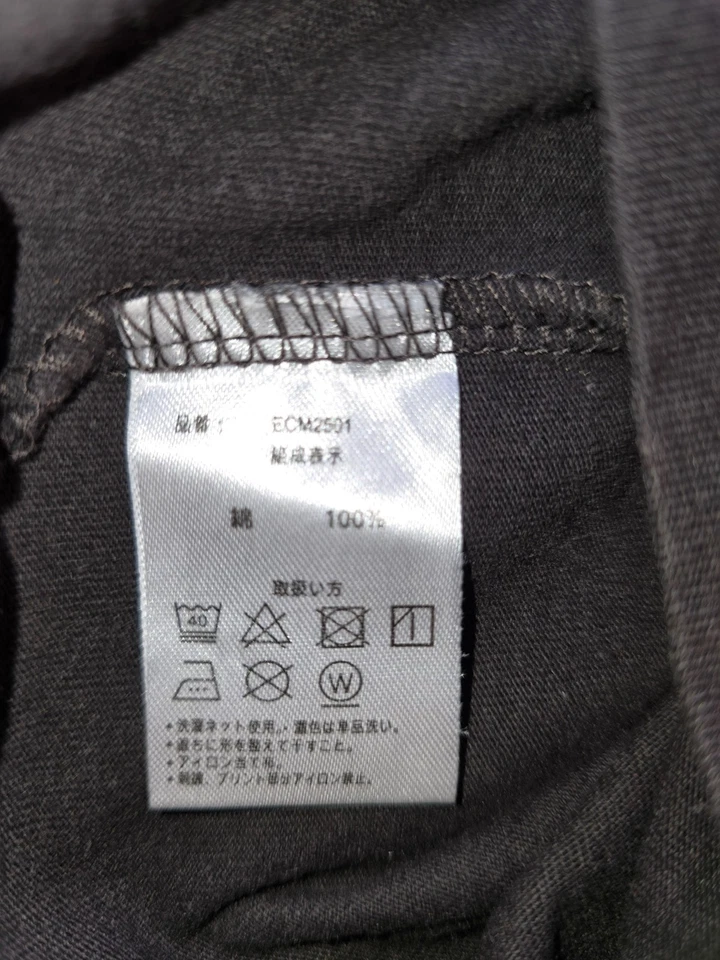 品番： ECM2501
組成表示
綿 100%
取扱い方
40
W
・洗濯ネット使用。・濃色は単品洗い。
・直ちに形を整えて干すこと。
・アイロン当て布。
・刺繍、プリント部分アイロン禁止。